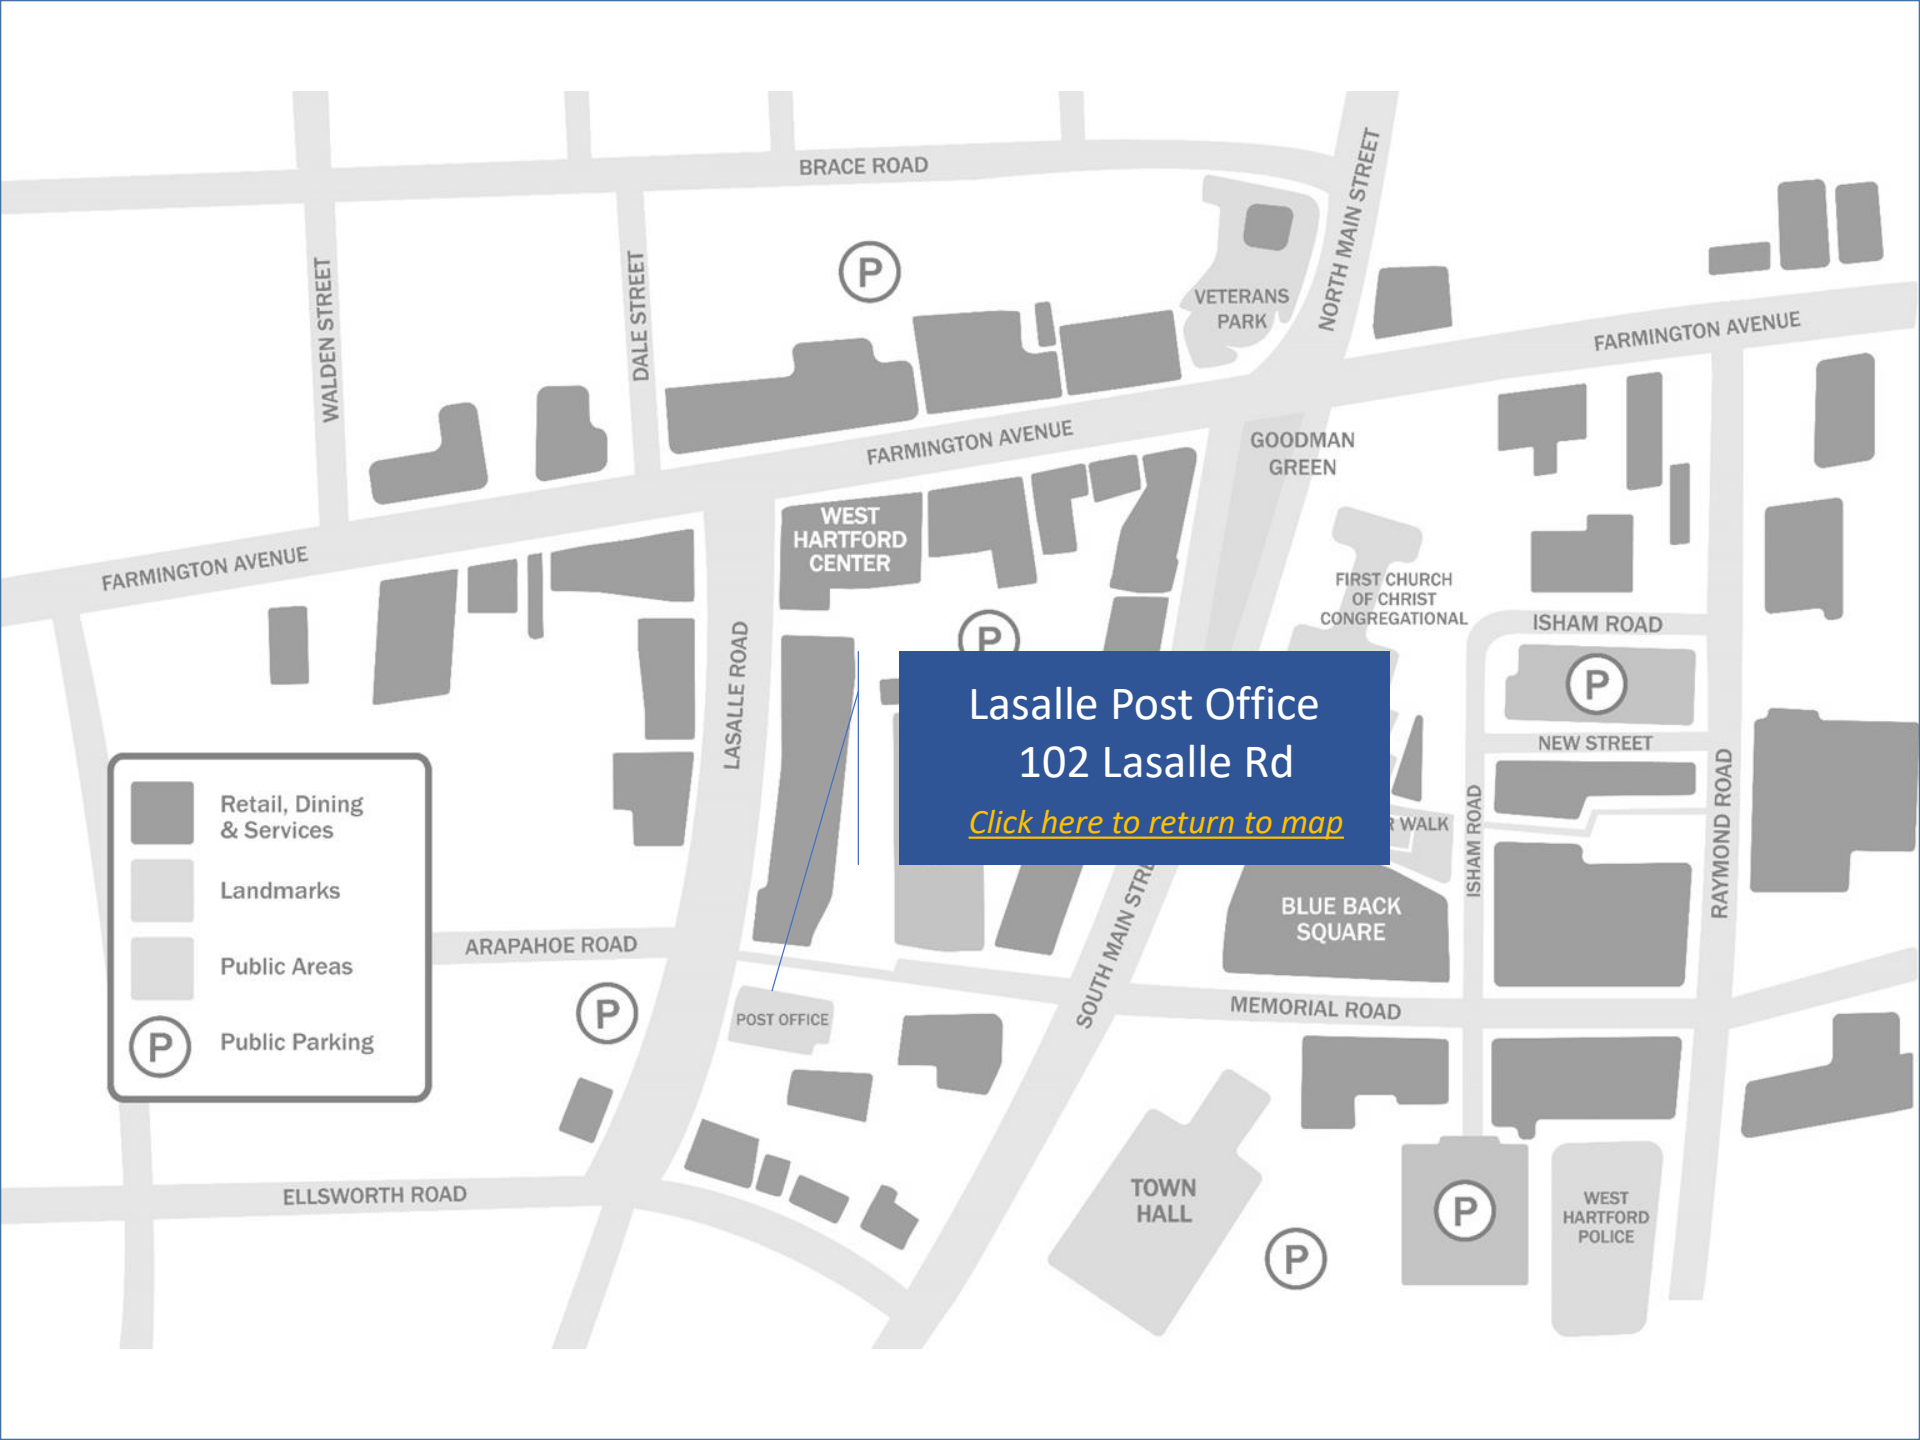 BRACE ROAD
NORTH MAIN STREET
WALDEN STREET
DALE STREET
P
VETERANS
PARK
FARMINGTON AVENUE
FARMINGTON AVENUE
GOODMAN
GREEN
WEST
HARTFORD
CENTER
FARMINGTON AVENUE
FIRST CHURCH
OF CHRIST
CONGREGATIONAL
ISHAM ROAD
P
P
LASALLE ROAD
Lasalle Post Office
102 Lasalle Rd
Click here to return to map
NEW STREET
WALK
ISHAM ROAD
RAYMOND ROAD
Retail, Dining
& Services
Landmarks
Public Areas
P
Public Parking
BLUE BACK
SQUARE
ARAPAHOE ROAD
SOUTH MAIN STRE
P
POST OFFICE
MEMORIAL ROAD
TOWN
HALL
ELLSWORTH ROAD
P
P
WEST
HARTFORD
POLICE